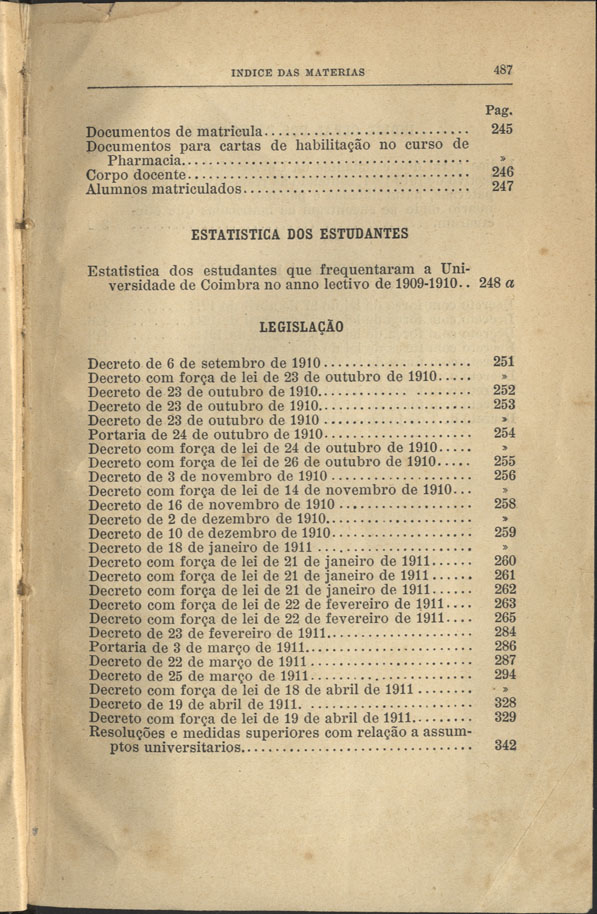 INDICE DAS MATERIAS 487
Pag.
Documentos de matricula............................ 245
Documentos para cartas de habilitação no curso de
Pharmacia....................................... »
Corpo docente....................................... 246
Alumnos matriculados............................... 247
ESTATISTICA DOS ESTUDANTES
Estatistica dos estudantes que frequentaram a Uni-
versidade de Coimbra no anno lectivo de 1909-1910.. 248 a
LEGISLAÇÃO
Decreto de 6 de setembro de 1910.................... 251
Decreto com força de lei de 23 de outubro de 1910..... »
Decreto de 23 de outubro de 1910.................... 252
Decreto de 23 de outubro de 1910..................... 253
Decreto de 23 de outubro de 1910 .................... »
Portaria de 24 de outubro de 1910.................... 254
Decreto com força de lei de 24 de outubro de 1910..... »
Decreto com força de lei de 26 de outubro de 1910..... 255
Decreto de 3 de novembro de 1910 ................... 256
Decreto com força de lei de 14 de novembro de 1910... »
Decreto de 16 de novembro de 1910 .................. 258
Decreto de 2 de dezembro de 1910.................... »
Decreto de 10 de dezembro de 1910................... 259
Decreto de 18 de janeiro de 1911 ..................... »
Decreto com força de lei de 21 de janeiro de 1911...... 260
Decreto com força de lei de 21 de janeiro de 1911...... 261
Decreto com força de lei de 21 de janeiro de 1911...... 262
Decreto com força de lei de 22 de fevereiro de 1911.... 263
Decreto com força de lei de 22 de fevereiro de 1911.... 265
Decreto de 23 de fevereiro de 1911.................... 284
Portaria de 3 de março de 1911....................... 286
Decreto de 22 de março de 1911...................... 287
Decreto de 25 de março de 1911...................... 294
Decreto com força de lei de 18 de abril de 1911 ........ »
Decreto de 19 de abril de 1911. ...................... 328
Decreto com força de lei de 19 de abril de 1911........ 329
Resoluções e medidas superiores com relação a assum-
ptos universitarios............................... 342